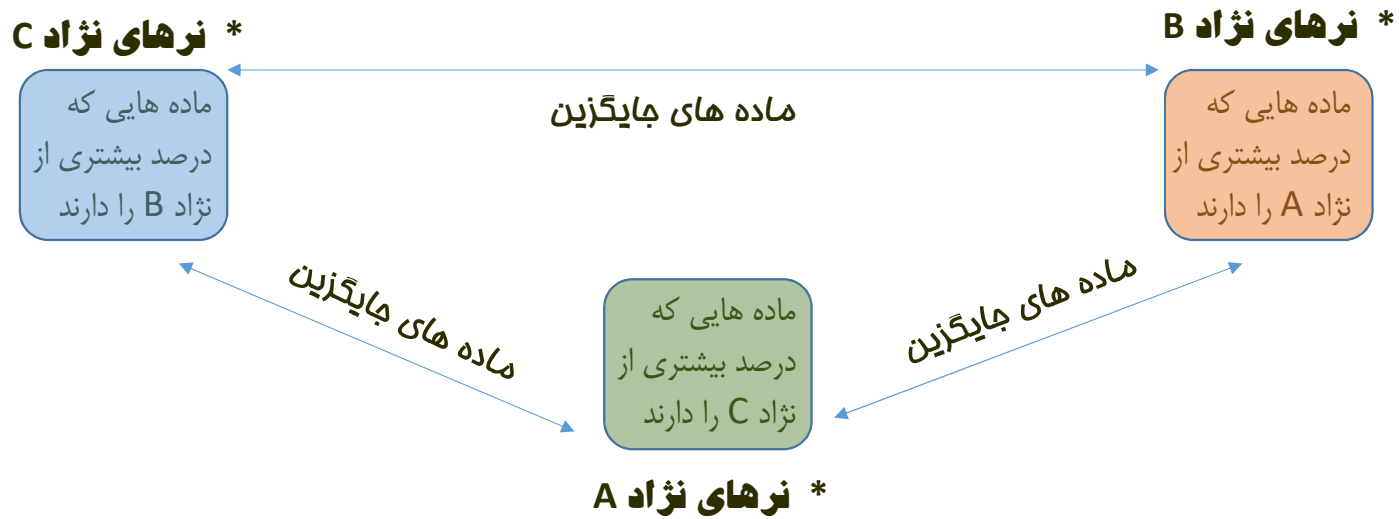 * نرهای نژاد B
ماده هایی که
درصد بیشتری از
نژاد A را دارند
ماده های جایگزین
* نرهای نژاد C
ماده هایی که
درصد بیشتری از
نژاد B را دارند
ماده های جایگزین
ماده های جایگزین
ماده هایی که
درصد بیشتری از
نژاد C را دارند
* نرهای نژاد A